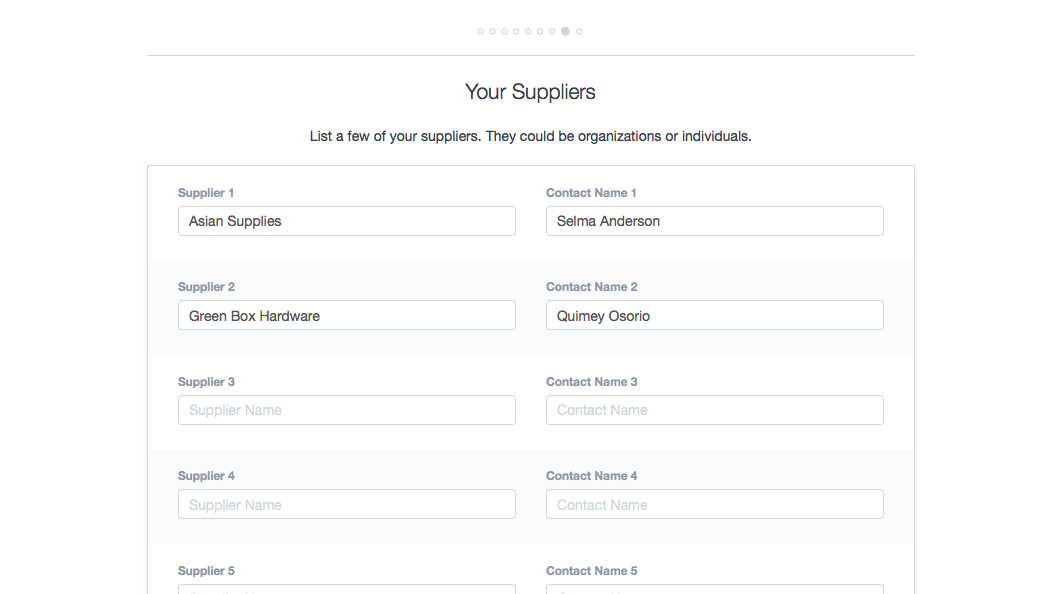 Your Suppliers
List a few of your suppliers. They could be organizations or individuals.
Supplier 1 Contact Name 1
Asian Supplies Selma Anderson
Supplier 2 Contact Name 2
Green Box Hardware Quimey Osorio
Supplier 3 Contact Name 3
Supplier Name Contact Name
Supplier 4 Contact Name 4
Supplier Name Contact Name
Supplier 5 Contact Name 5